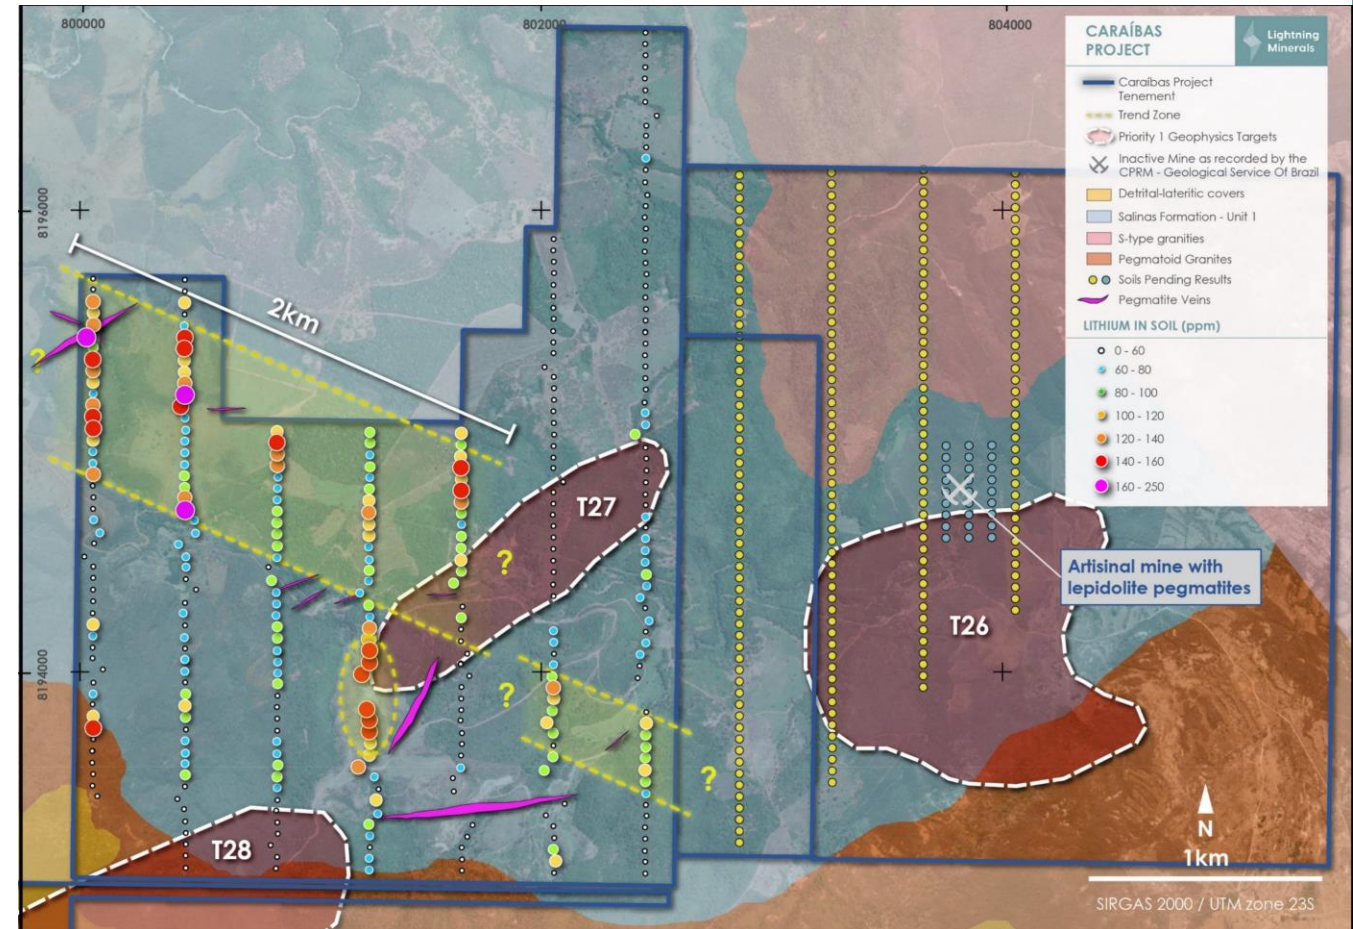 800000
802000
804000
8196000
8194000
CARAÍBAS
PROJECT
Lightning
Minerals
Caraíbas Project
Tenement
Trend Zone
Priority 1 Geophysics Targets
Inactive Mine as recorded by the
CPRM - Geological Service Of Brazil
Detrital-lateritic covers
Salinas Formation - Unit 1
S-type granities
Pegmatoid Granites
Soils Pending Results
Pegmatite Veins
LITHIUM IN SOIL (ppm)
0 - 60
60 - 80
80 - 100
100 - 120
120 - 140
140 - 160
160 - 250
2km
?
T27
?
Artisinal mine with
lepidolite pegmatites
T26
?
?
T28
N
1km
SIRGAS 2000 / UTM zone 23S